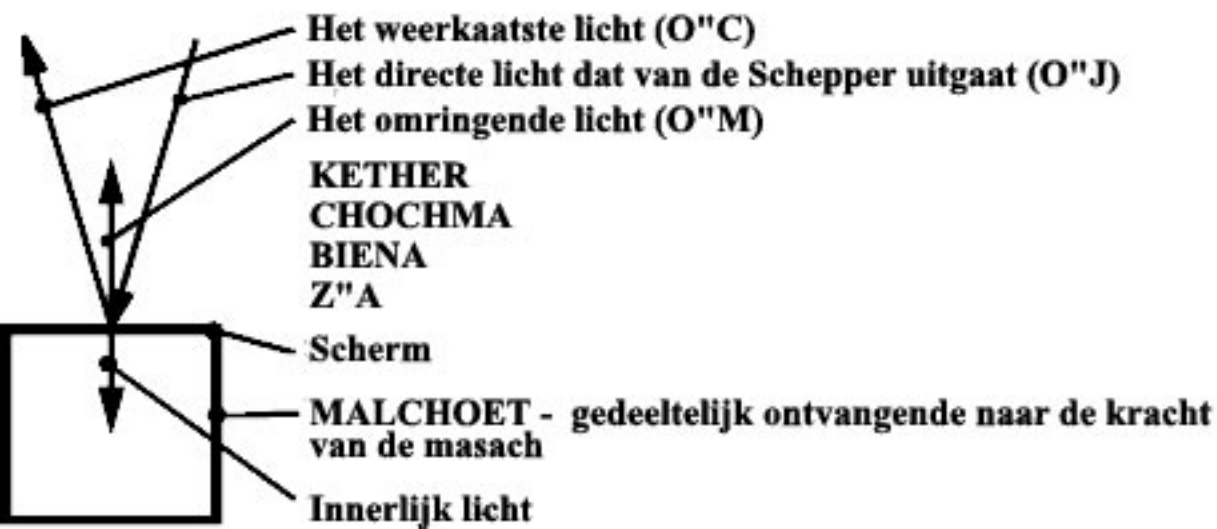 Het weerkaatste licht (O"C)
Het directe licht dat van de Schepper uitgaat (O"J)
Het omringende licht (O"M)
KETHER
CHOCHMA
BIENA
Z"A
Scherm
MALCHOET - gedeeltelijk ontvangende naar de kracht
van de masach
Innerlijk licht